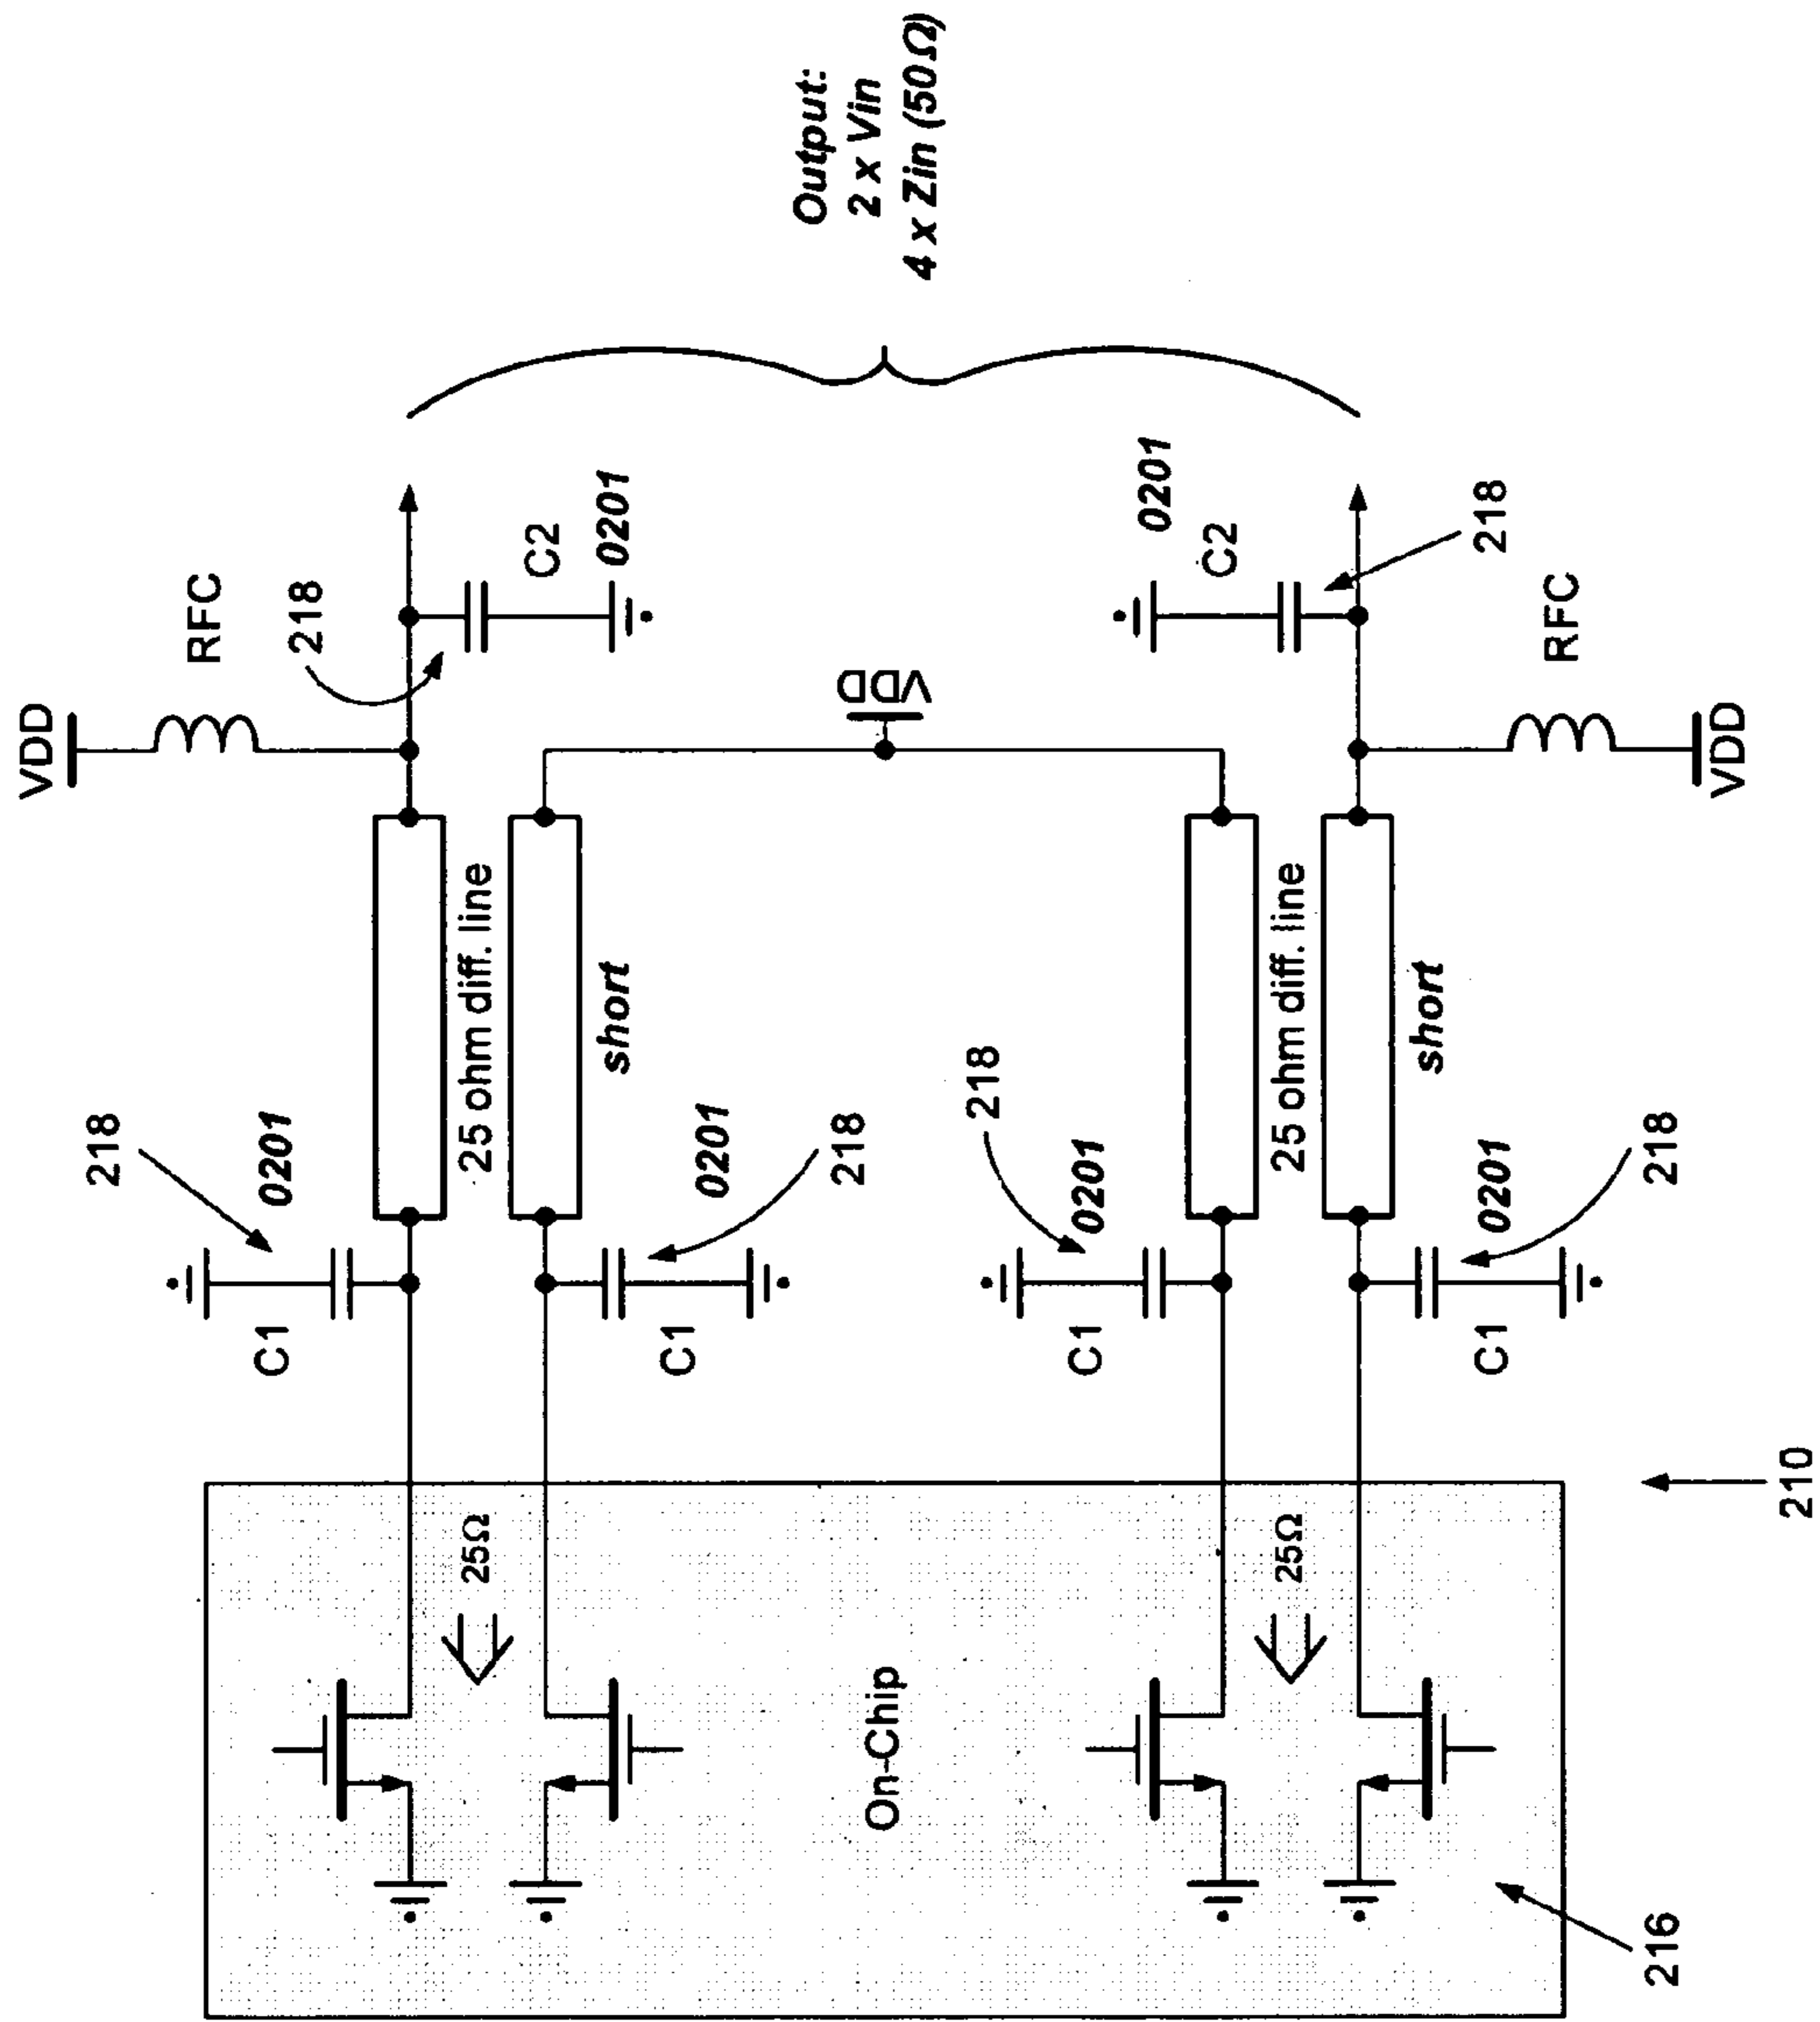 VDD
RFC
218
0201
C1
218
C2
0201
25 ohm diff. line
short
25Ω
C1
0201
218
VDD
Output:
2 x Vin
4 x Zin (50Ω)
On-Chip
218
0201
C1
0201
C2
218
25 ohm diff. line
short
25Ω
C1
0201
218
RFC
VDD
216
210